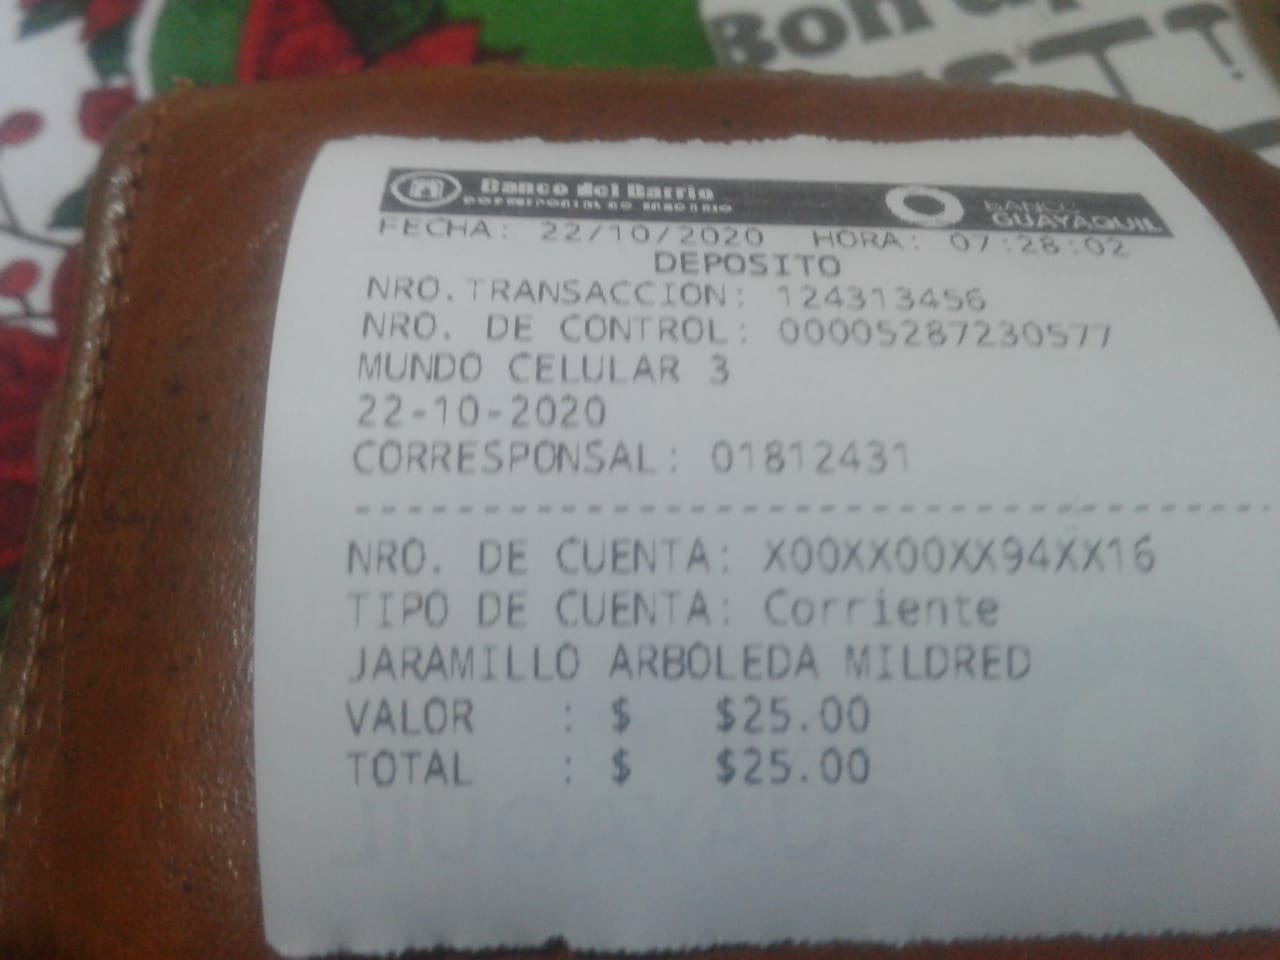 Bon
Banco del Barrio
BANCO
GUAYAQUIL
FECHA: 22/10/2020 HORA: 07:28:02
DEPOSITO
NRO.TRANSACCION: 124313456
NRO. DE CONTROL: 00005287230577
MUNDO CELULAR 3
22-10-2020
CORRESPONSAL: 01812431
--------------------------------
NRO. DE CUENTA: X00XX00XX94XX16
TIPO DE CUENTA: Corriente
JARAMILLO ARBOLEDA MILDRED
VALOR : $ $25.00
TOTAL : $ $25.00